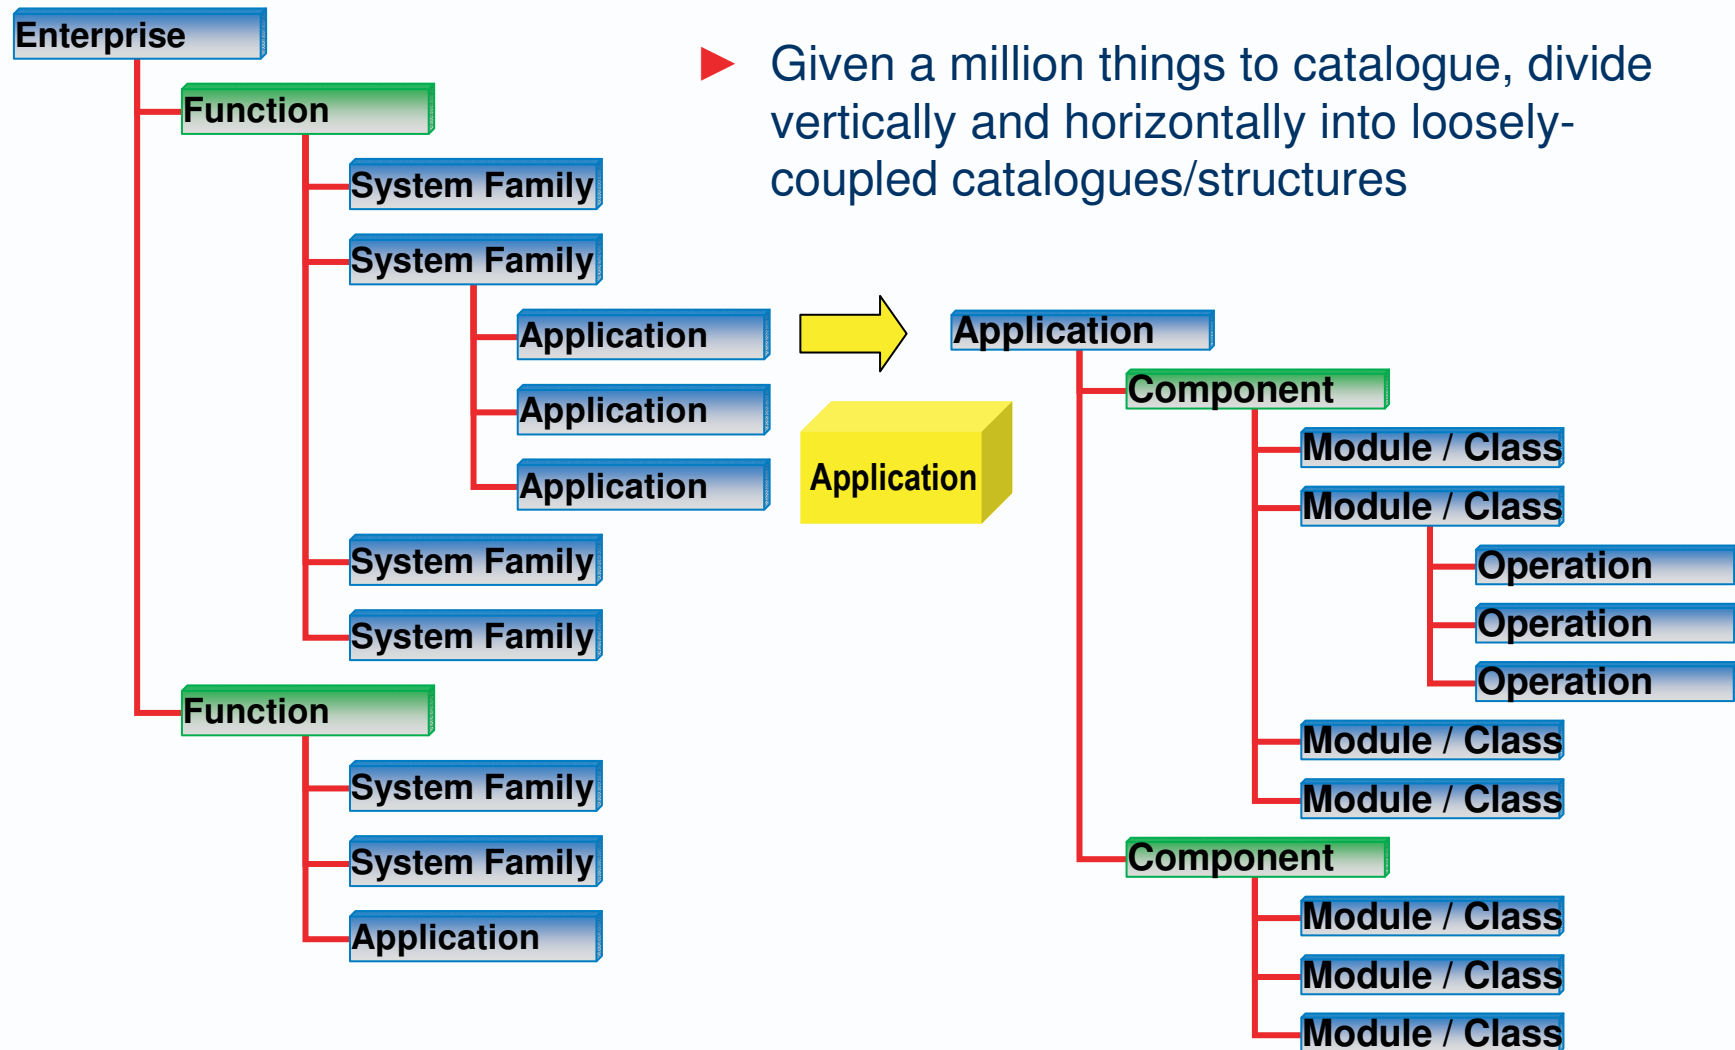 Enterprise
Function
System Family
System Family
Application
Application
Application
System Family
System Family
Function
System Family
System Family
Application
► Given a million things to catalogue, divide
vertically and horizontally into loosely-
coupled catalogues/structures
Application
Application
Component
Module / Class
Module / Class
Operation
Operation
Operation
Module / Class
Module / Class
Component
Module / Class
Module / Class
Module / Class